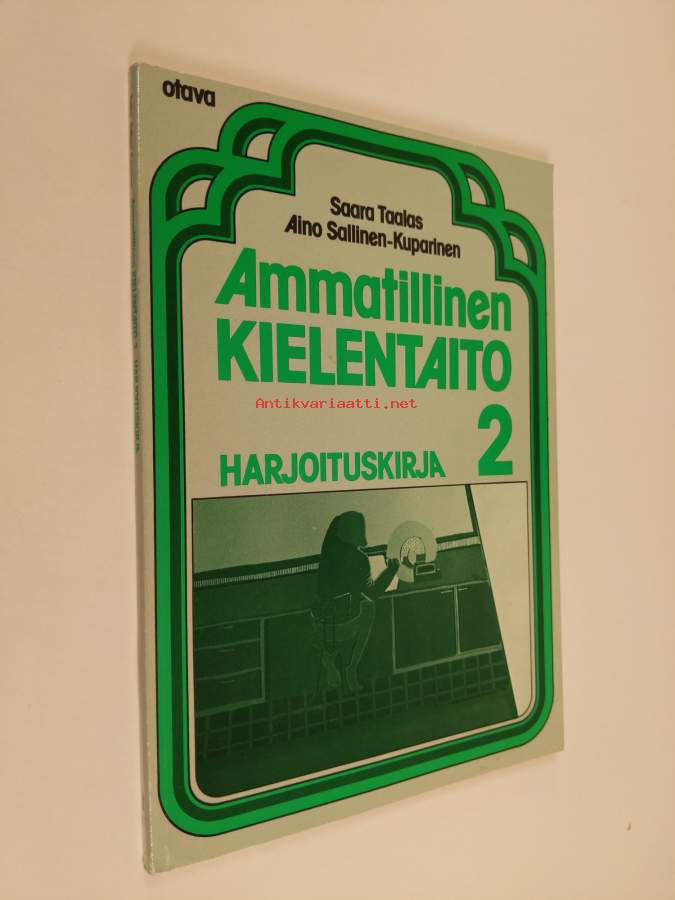 otava
Saara Taalas
Aino Sallinen-Kuparinen
Ammatillinen
KIELENTAITO
Antikvariaatti.net
2
HARJOITUSKIRJA